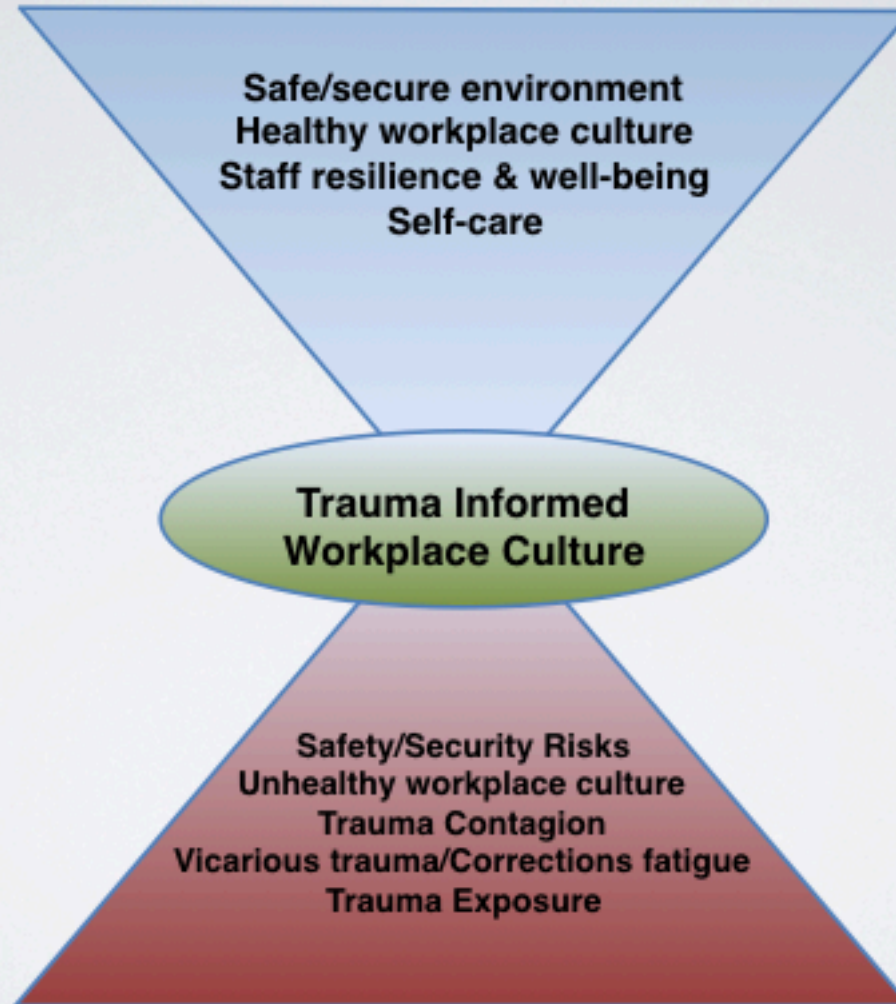 Safe/secure environment
Healthy workplace culture
Staff resilience & well-being
Self-care
Trauma Informed
Workplace Culture
Safety/Security Risks
Unhealthy workplace culture
Trauma Contagion
Vicarious trauma/Corrections fatigue
Trauma Exposure